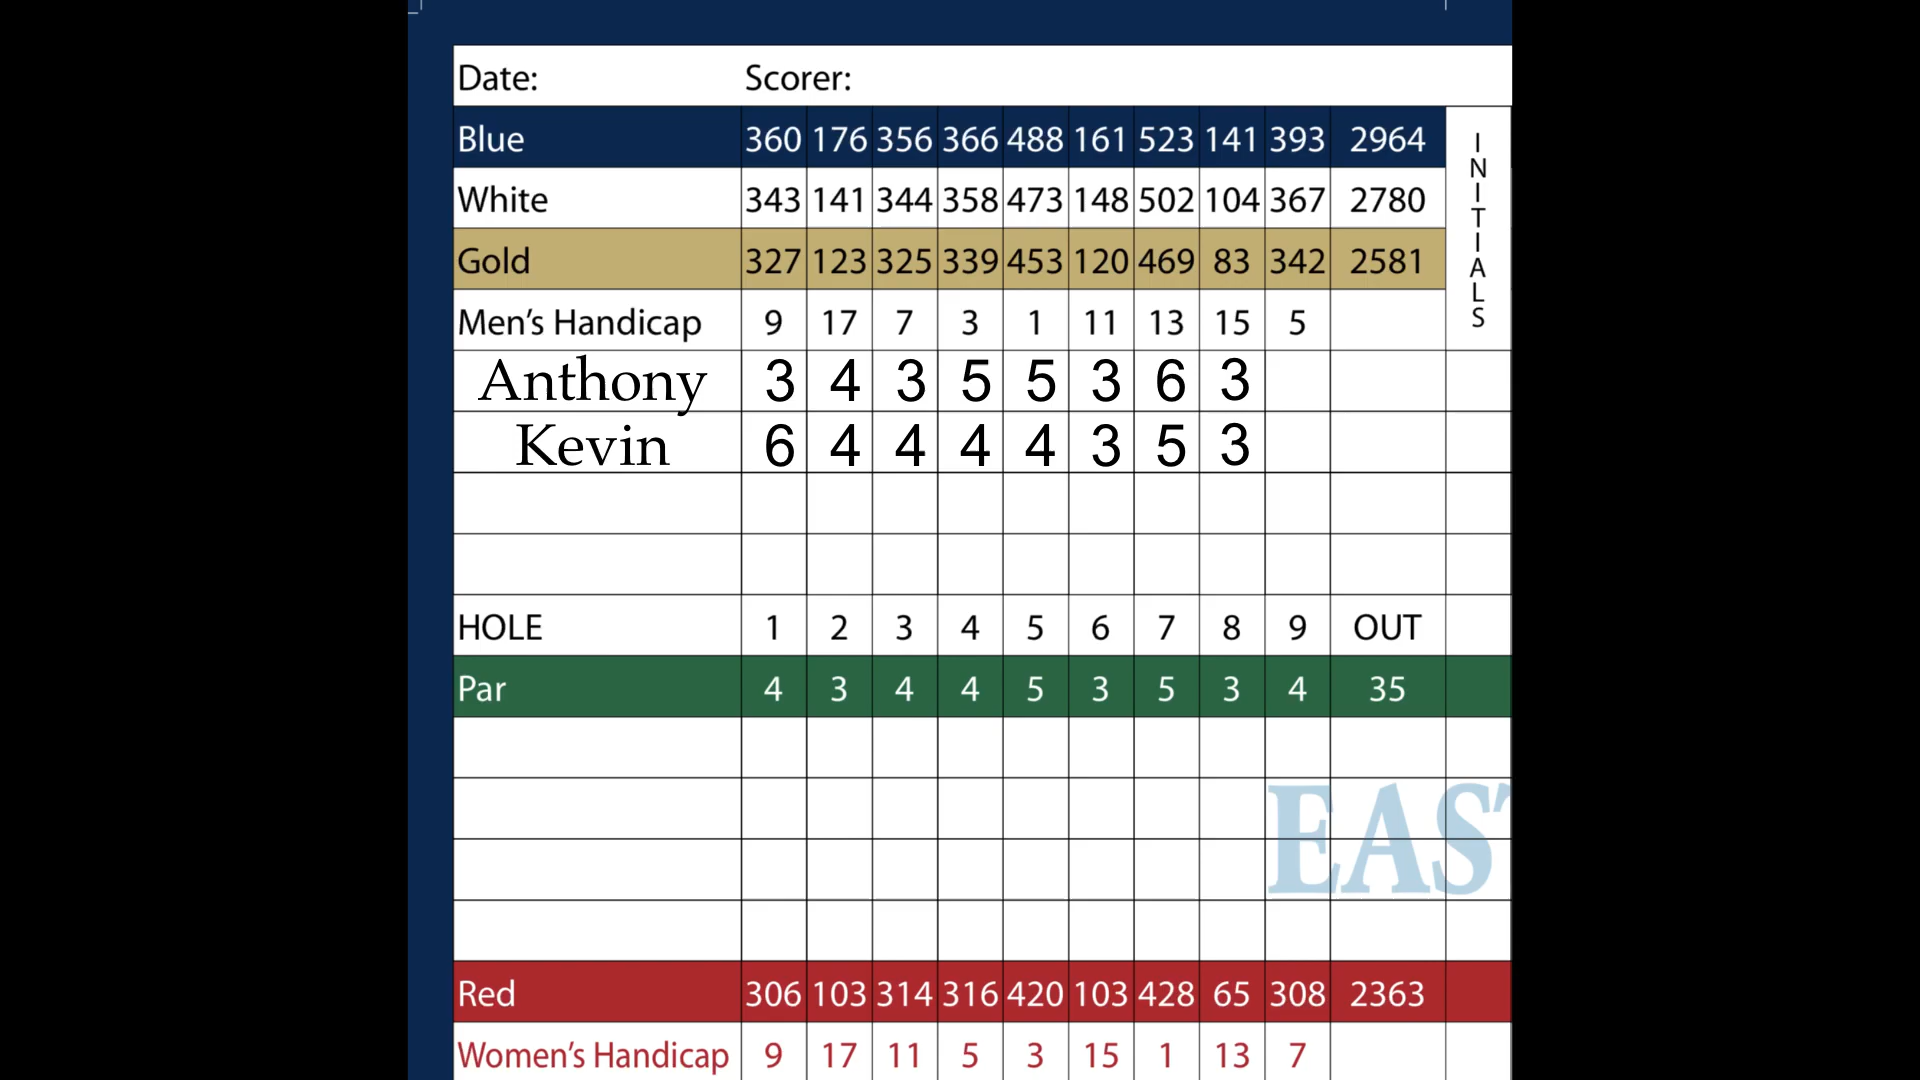 Date: Scorer:
Blue 360 176 356 366 488 161 523 141 393 2964
White 343 141 344 358 473 148 502 104 367 2780
Gold 327 123 325 339 453 120 469 83 342 2581
Men's Handicap 9 17 7 3 1 11 13 15 5
INITIALS
Anthony 3 4 3 5 5 3 6 3
Kevin 6 4 4 4 4 3 5 3
HOLE 1 2 3 4 5 6 7 8 9 OUT
Par 4 3 4 4 5 3 5 3 4 35
EAST
Red 306 103 314 316 420 103 428 65 308 2363
Women's Handicap 9 17 11 5 3 15 1 13 7